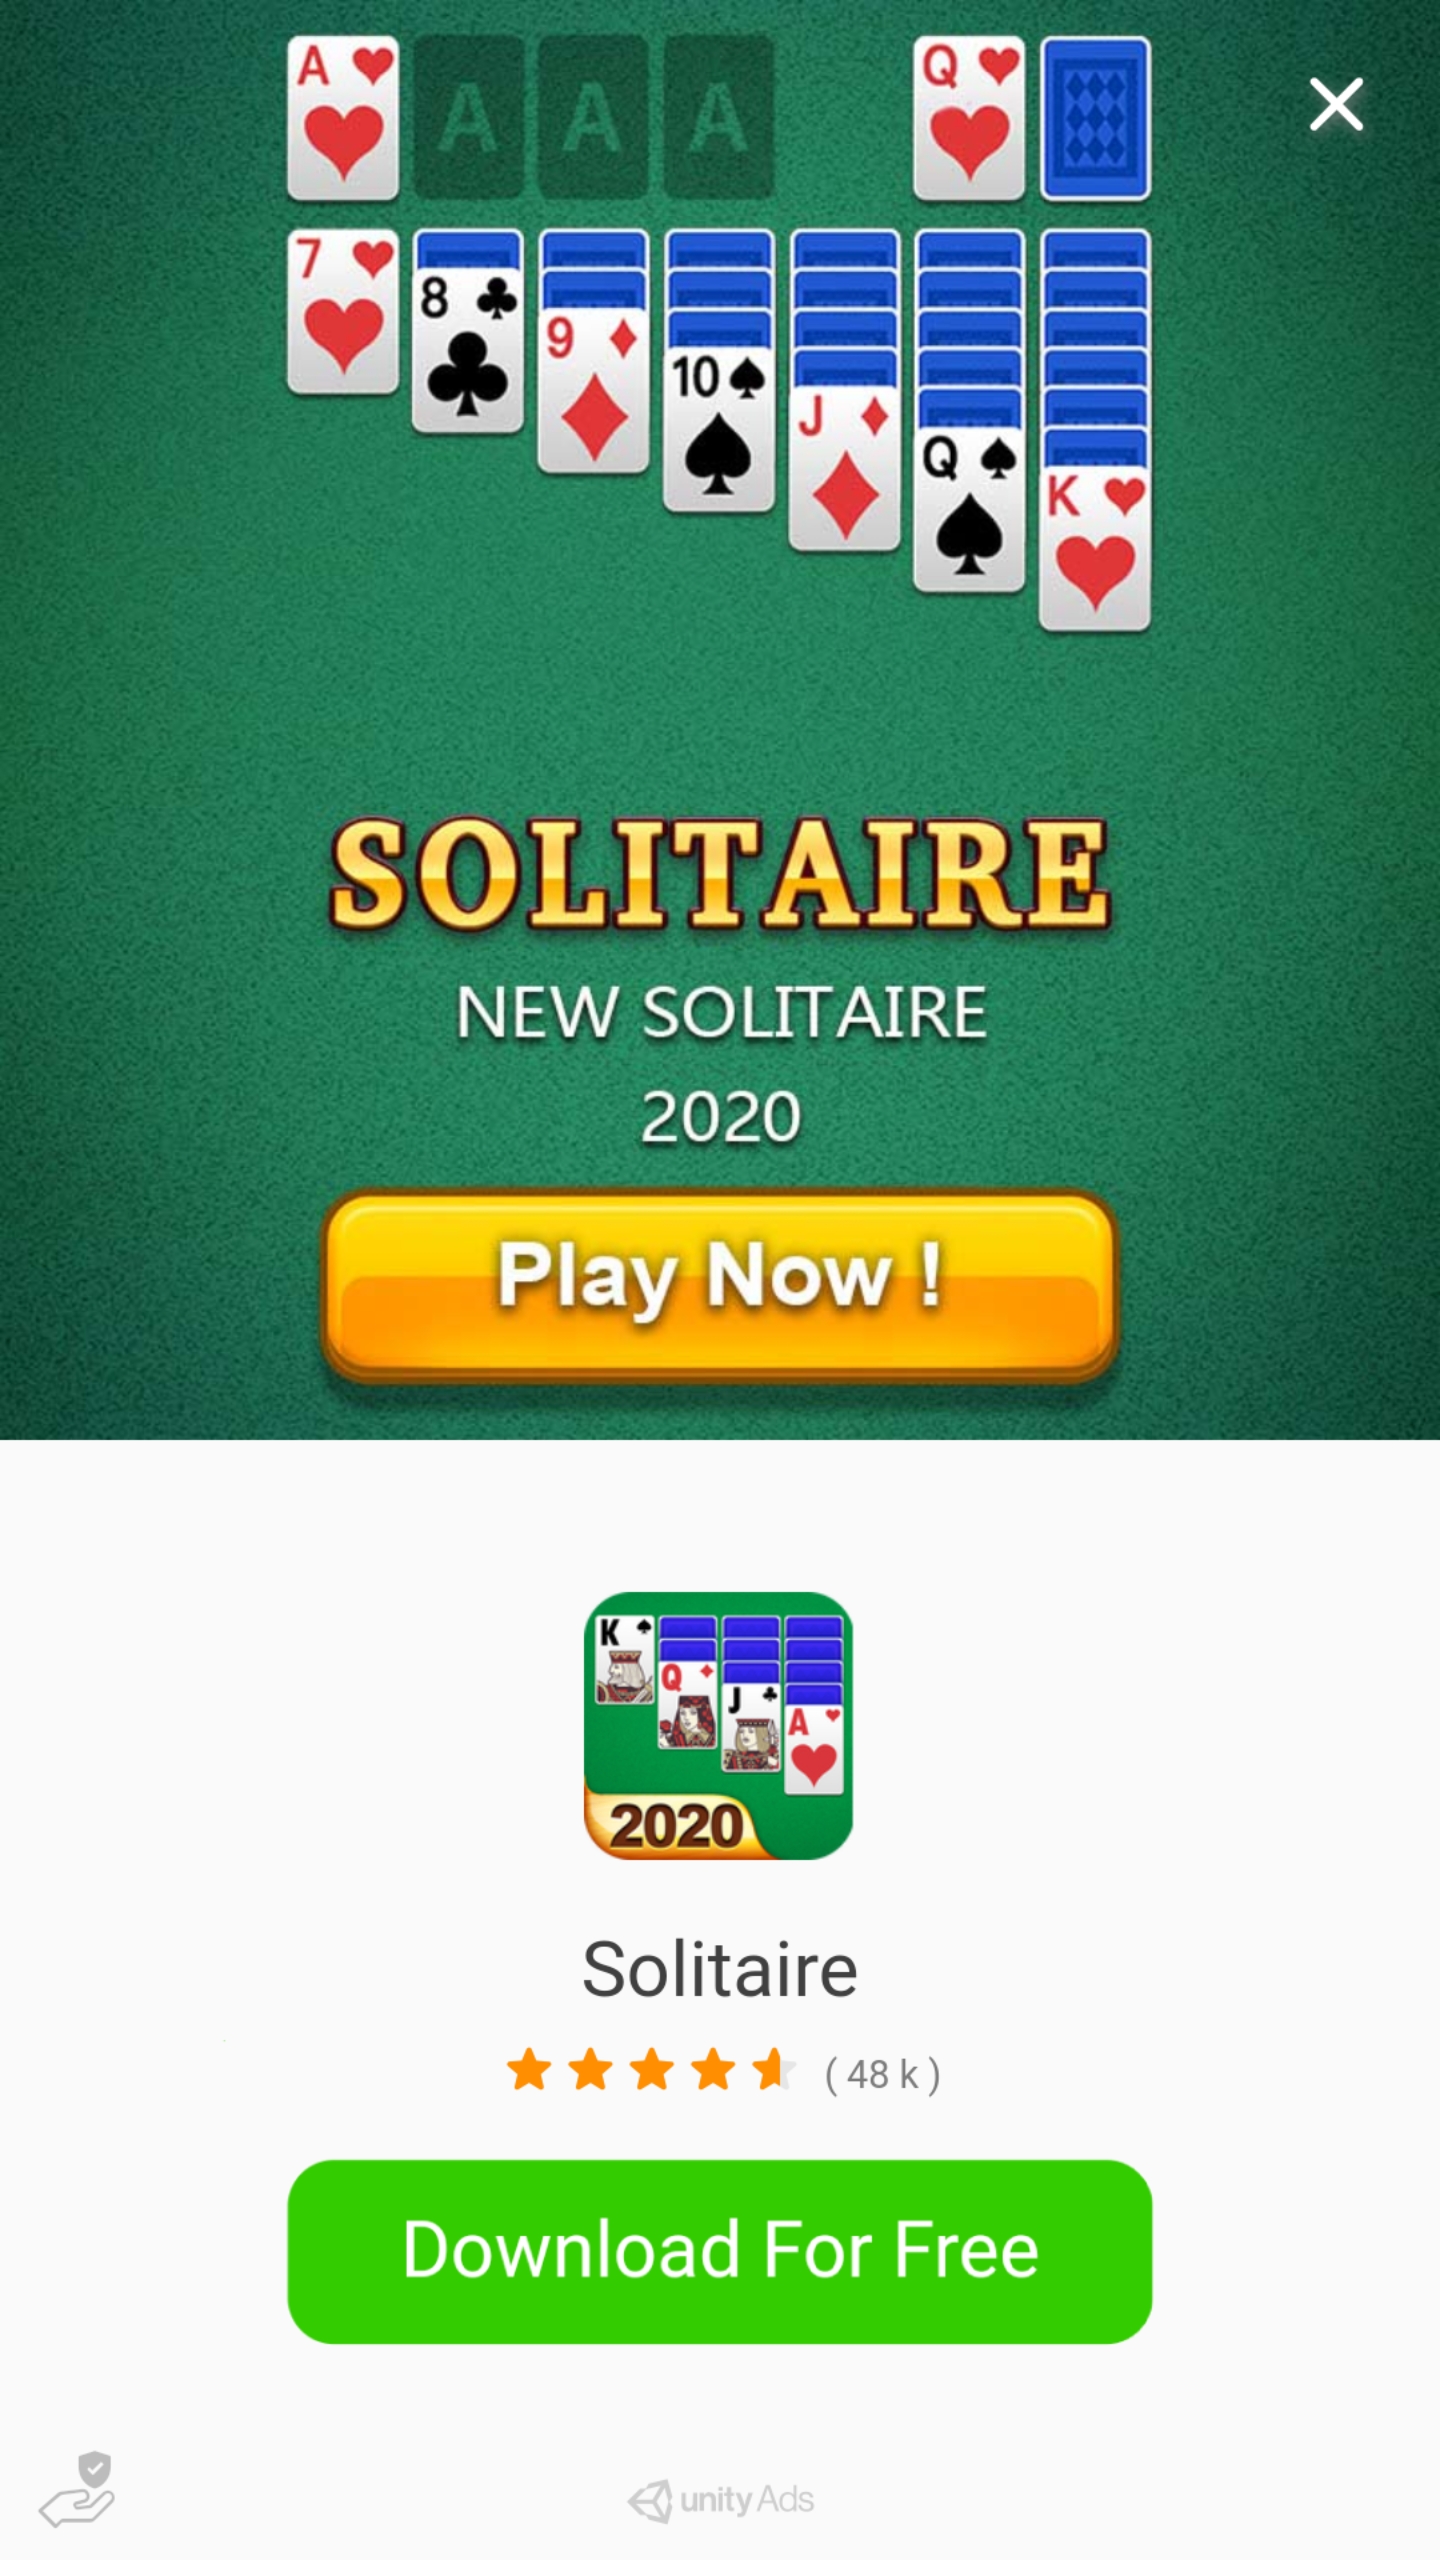 A A A A Q
7 8 9 10 J Q K
SOLITAIRE
NEW SOLITAIRE
2020
Play Now !
K Q J A
2020
Solitaire
( 48 k )
Download For Free
unity Ads